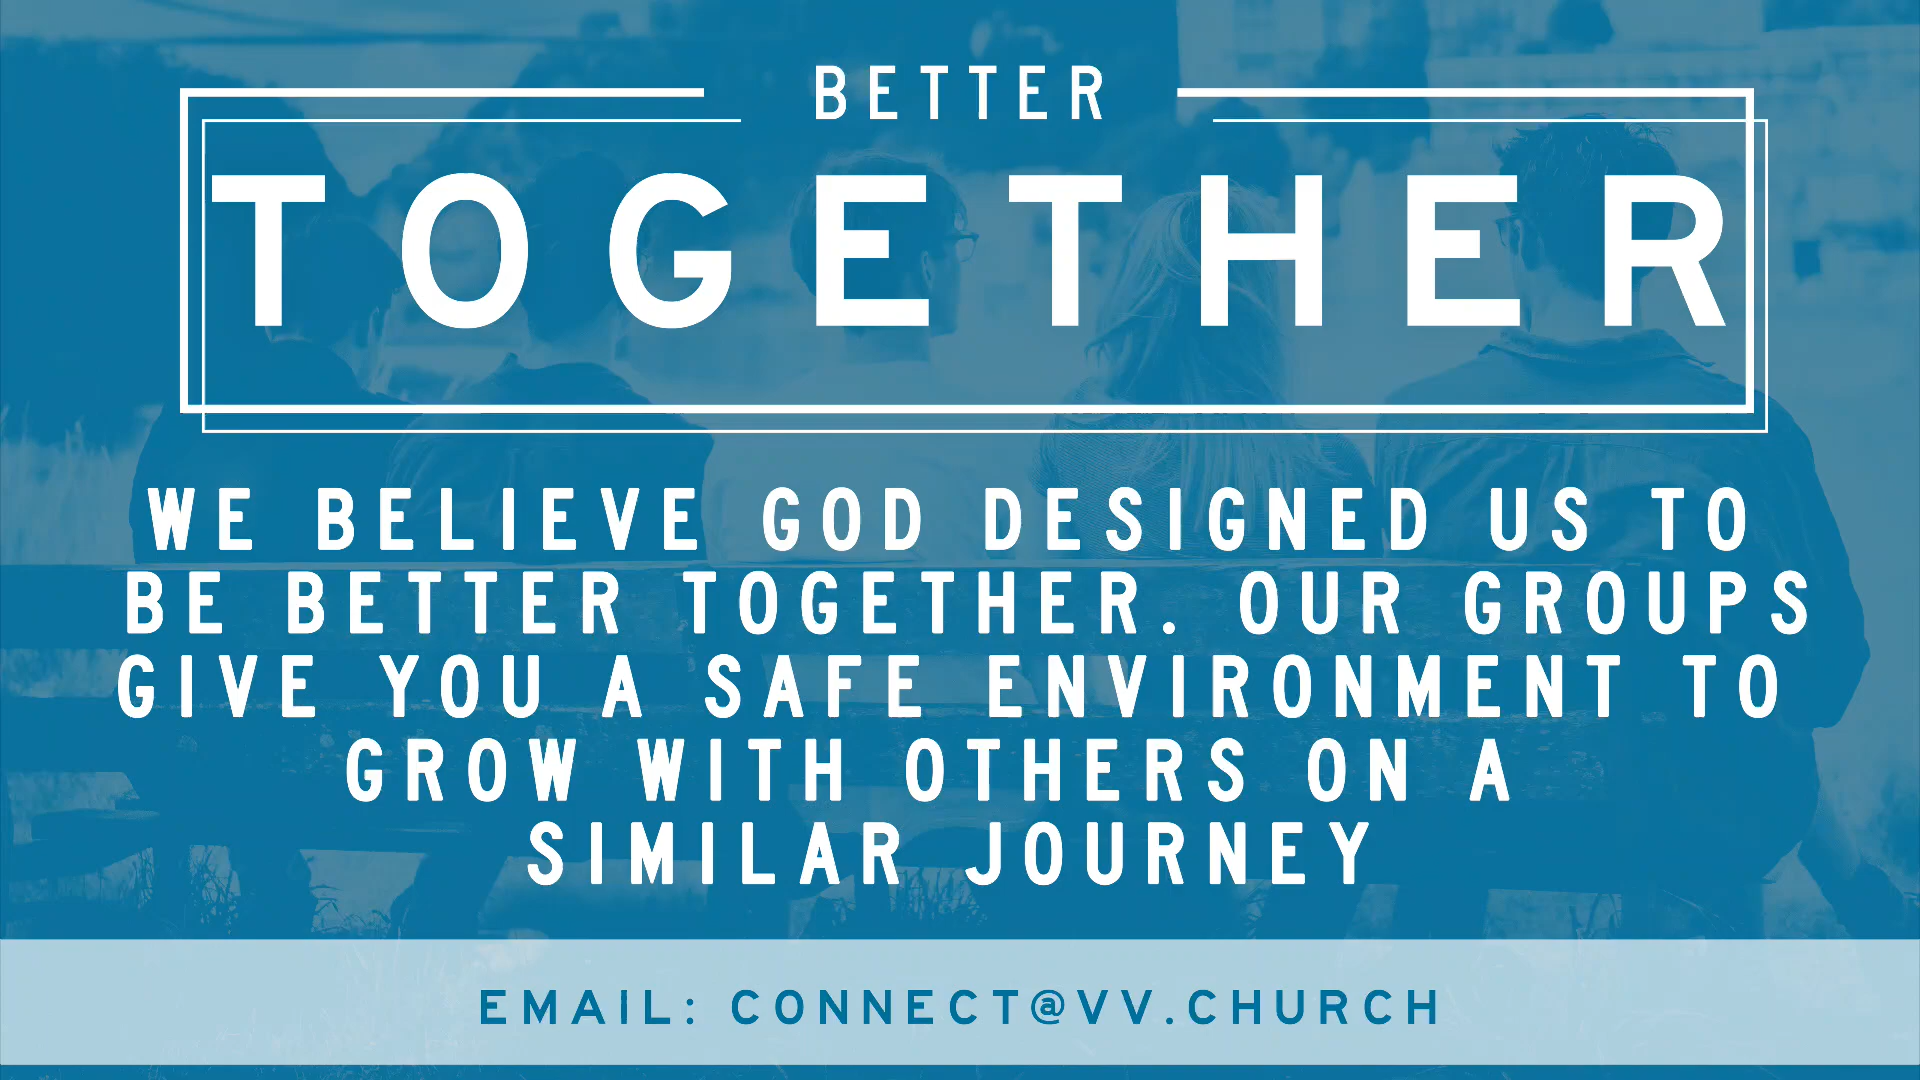 BETTER
TOGETHER
WE BELIEVE GOD DESIGNED US TO
BE BETTER TOGETHER. OUR GROUPS
GIVE YOU A SAFE ENVIRONMENT TO
GROW WITH OTHERS ON A
SIMILAR JOURNEY
EMAIL: CONNECT@VV.CHURCH